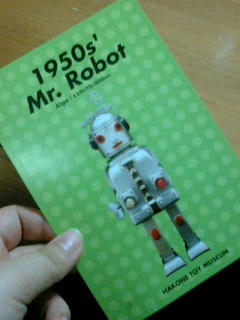 1950s'
Mr. Robot
HAKONE TOY MUSEUM